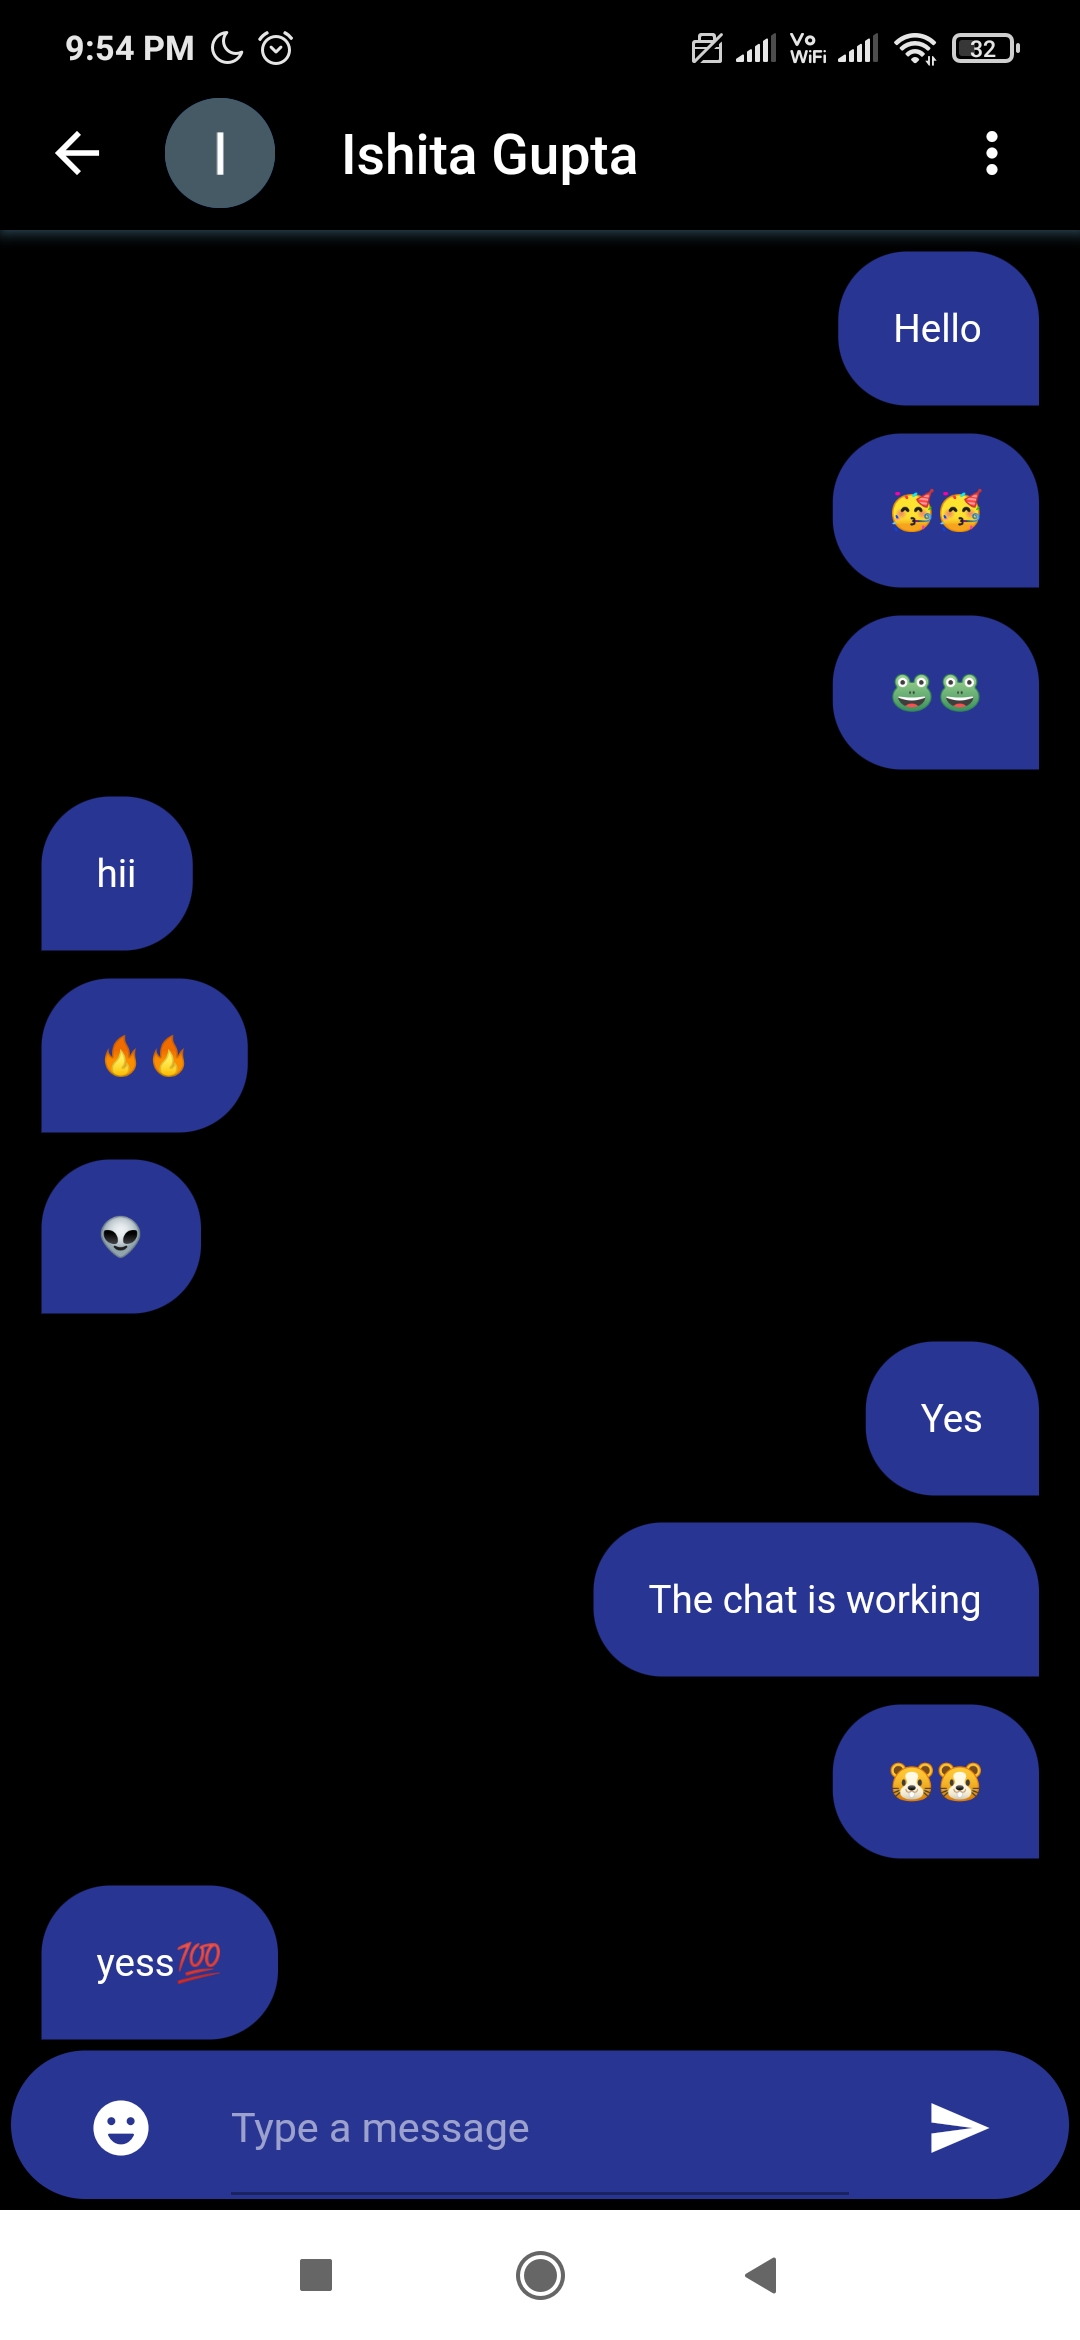 9:54 PM Vo WiFi 32
I Ishita Gupta
Hello
🥳🥳
🐸🐸
hii
🔥🔥
👽
Yes
The chat is working
🐯🐯
yess💯
Type a message